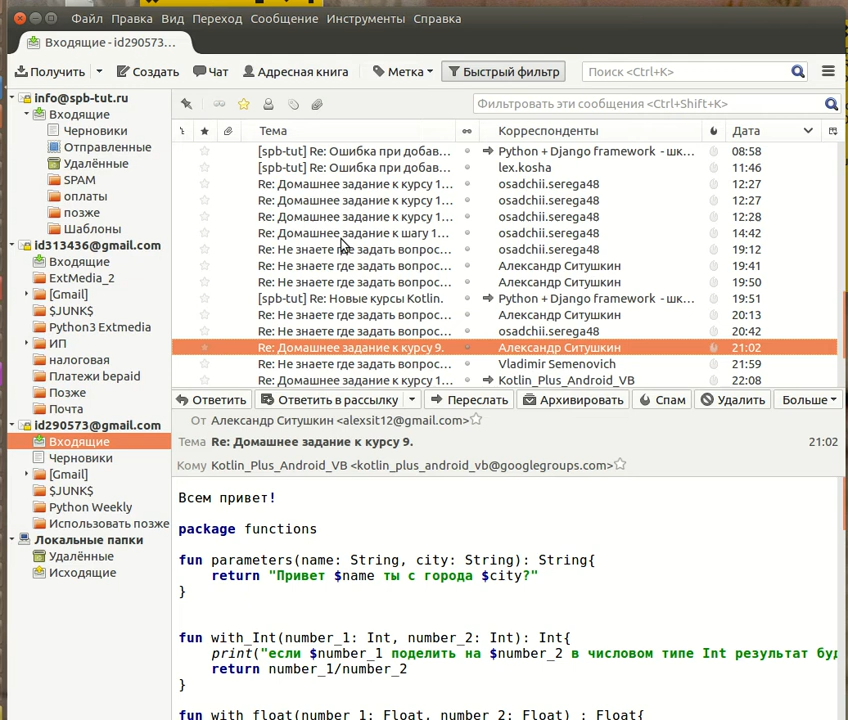 Файл Правка Вид Переход Сообщение Инструменты Справка
Входящие - id290573…
Получить Создать Чат Адресная книга Метка Быстрый фильтр Поиск <Ctrl+K>
Фильтровать эти сообщения <Ctrl+Shift+K>
info@spb-tut.ru
Входящие
Черновики
Отправленные
Удалённые
SPAM
оплаты
позже
Шаблоны
id313436@gmail.com
Входящие
ExtMedia_2
[Gmail]
$JUNK$
Python3 Extmedia
ИП
налоговая
Платежи bepaid
Позже
Почта
id290573@gmail.com
Входящие
Черновики
[Gmail]
$JUNK$
Python Weekly
Использовать позже
Локальные папки
Удалённые
Исходящие
Тема Корреспонденты Дата
[spb-tut] Re: Ошибка при добав… Python + Django framework - шк… 08:58
[spb-tut] Re: Ошибка при добав… lex.kosha 11:46
Re: Домашнее задание к курсу 1… osadchii.serega48 12:27
Re: Домашнее задание к курсу 1… osadchii.serega48 12:27
Re: Домашнее задание к курсу 1… osadchii.serega48 12:28
Re: Домашнее задание к шагу 1… osadchii.serega48 14:42
Re: Не знаете где задать вопрос… osadchii.serega48 19:12
Re: Не знаете где задать вопрос… Александр Ситушкин 19:41
Re: Не знаете где задать вопрос… Александр Ситушкин 19:50
[spb-tut] Re: Новые курсы Kotlin. Python + Django framework - шк… 19:51
Re: Не знаете где задать вопрос… Александр Ситушкин 20:13
Re: Не знаете где задать вопрос… osadchii.serega48 20:42
Re: Домашнее задание к курсу 9. Александр Ситушкин 21:02
Re: Не знаете где задать вопрос… Vladimir Semenovich 21:59
Re: Домашнее задание к курсу 1… Kotlin_Plus_Android_VB 22:08
Ответить Ответить в рассылку Переслать Архивировать Спам Удалить Больше
От Александр Ситушкин <alexsit12@gmail.com>
Тема Re: Домашнее задание к курсу 9. 21:02
Кому Kotlin_Plus_Android_VB <kotlin_plus_android_vb@googlegroups.com>
Всем привет!
package functions
fun parameters(name: String, city: String): String{
return "Привет $name ты с города $city?"
}
fun with_Int(number_1: Int, number_2: Int): Int{
print("если $number_1 поделить на $number_2 в числовом типе Int результат буд
return number_1/number_2
}
fun with_float(number_1: Float, number_2: Float) : Float{